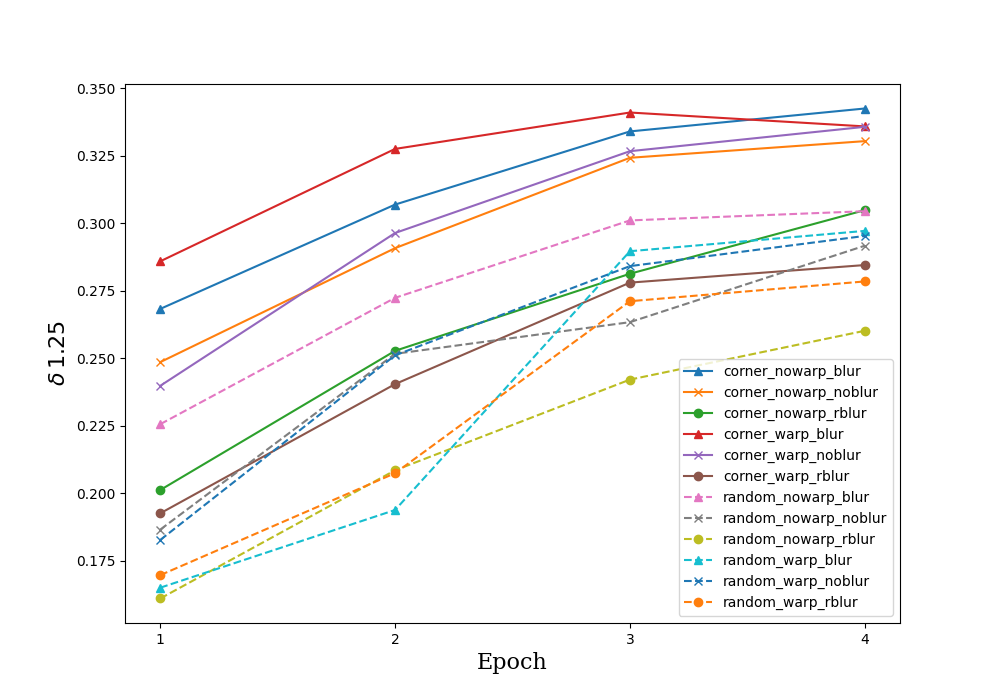 0.350
0.325
0.300
0.275
0.250
0.225
0.200
0.175
δ 1.25
1 2 3 4
Epoch
corner_nowarp_blur
corner_nowarp_noblur
corner_nowarp_rblur
corner_warp_blur
corner_warp_noblur
corner_warp_rblur
random_nowarp_blur
random_nowarp_noblur
random_nowarp_rblur
random_warp_blur
random_warp_noblur
random_warp_rblur